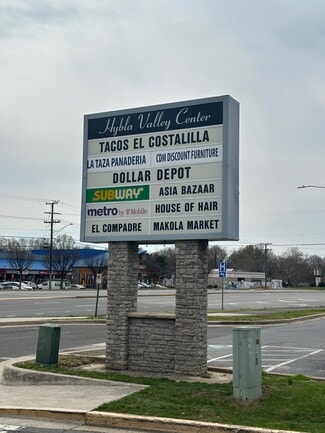 Hybla Valley Center
TACOS EL COSTALILLA
LA TAZA PANADERIA
CDM DISCOUNT FURNITURE
DOLLAR DEPOT
SUBWAY
ASIA BAZAAR
metro by T Mobile
HOUSE OF HAIR
EL COMPADRE
MAKOLA MARKET